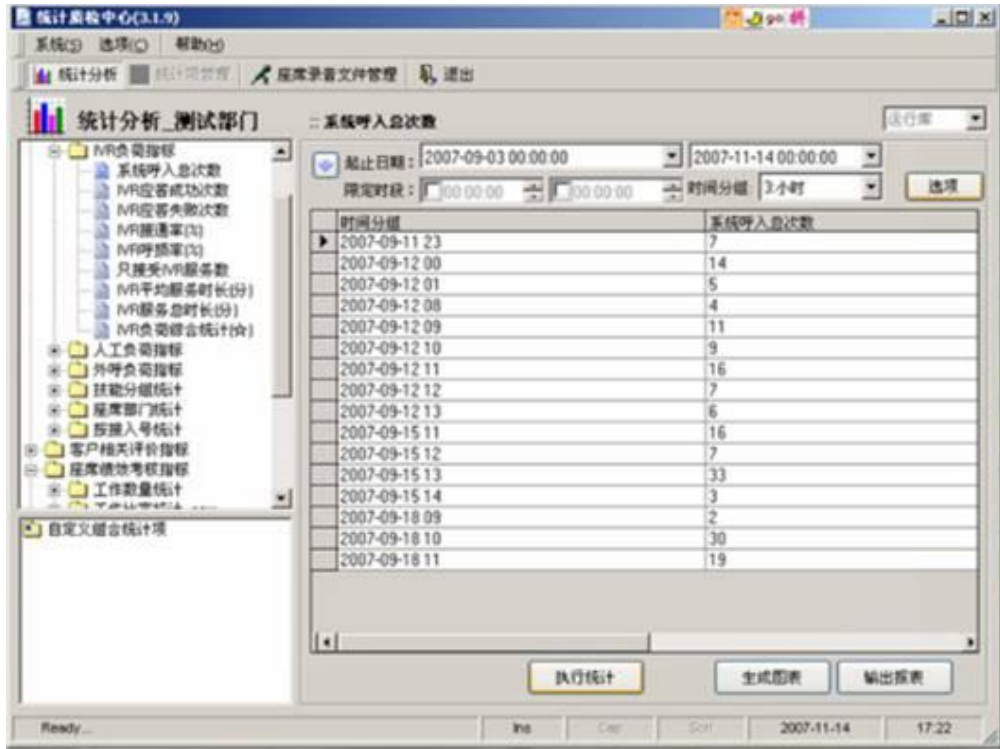 统计质检中心(3.1.9)
系统(S) 选项(O) 帮助(H)
统计分析 统计项管理 座席录音文件管理 退出
统计分析_测试部门
:: 系统呼入总次数
运行库
IVR负荷指标
系统呼入总次数
IVR应答成功次数
IVR应答失败次数
IVR接通率(%)
IVR呼损率(%)
只接受IVR服务数
IVR平均服务时长(分)
IVR服务总时长(分)
IVR负荷综合统计(☆)
人工负荷指标
外呼负荷指标
技能分组统计
座席部门统计
按接入号统计
客户相关评价指标
座席绩效考核指标
工作数量统计
自定义组合统计项
起止日期: 2007-09-03 00:00:00 2007-11-14 00:00:00
限定时段: 00:00:00 00:00:00 时间分组 3.小时 选项
时间分组 系统呼入总次数
2007-09-11 23 7
2007-09-12 00 14
2007-09-12 01 5
2007-09-12 08 4
2007-09-12 09 11
2007-09-12 10 9
2007-09-12 11 16
2007-09-12 12 7
2007-09-12 13 6
2007-09-15 11 16
2007-09-15 12 7
2007-09-15 13 33
2007-09-15 14 3
2007-09-18 09 2
2007-09-18 10 30
2007-09-18 11 19
执行统计 生成图表 输出报表
Ready... Ins Cap Scrl 2007-11-14 17:22